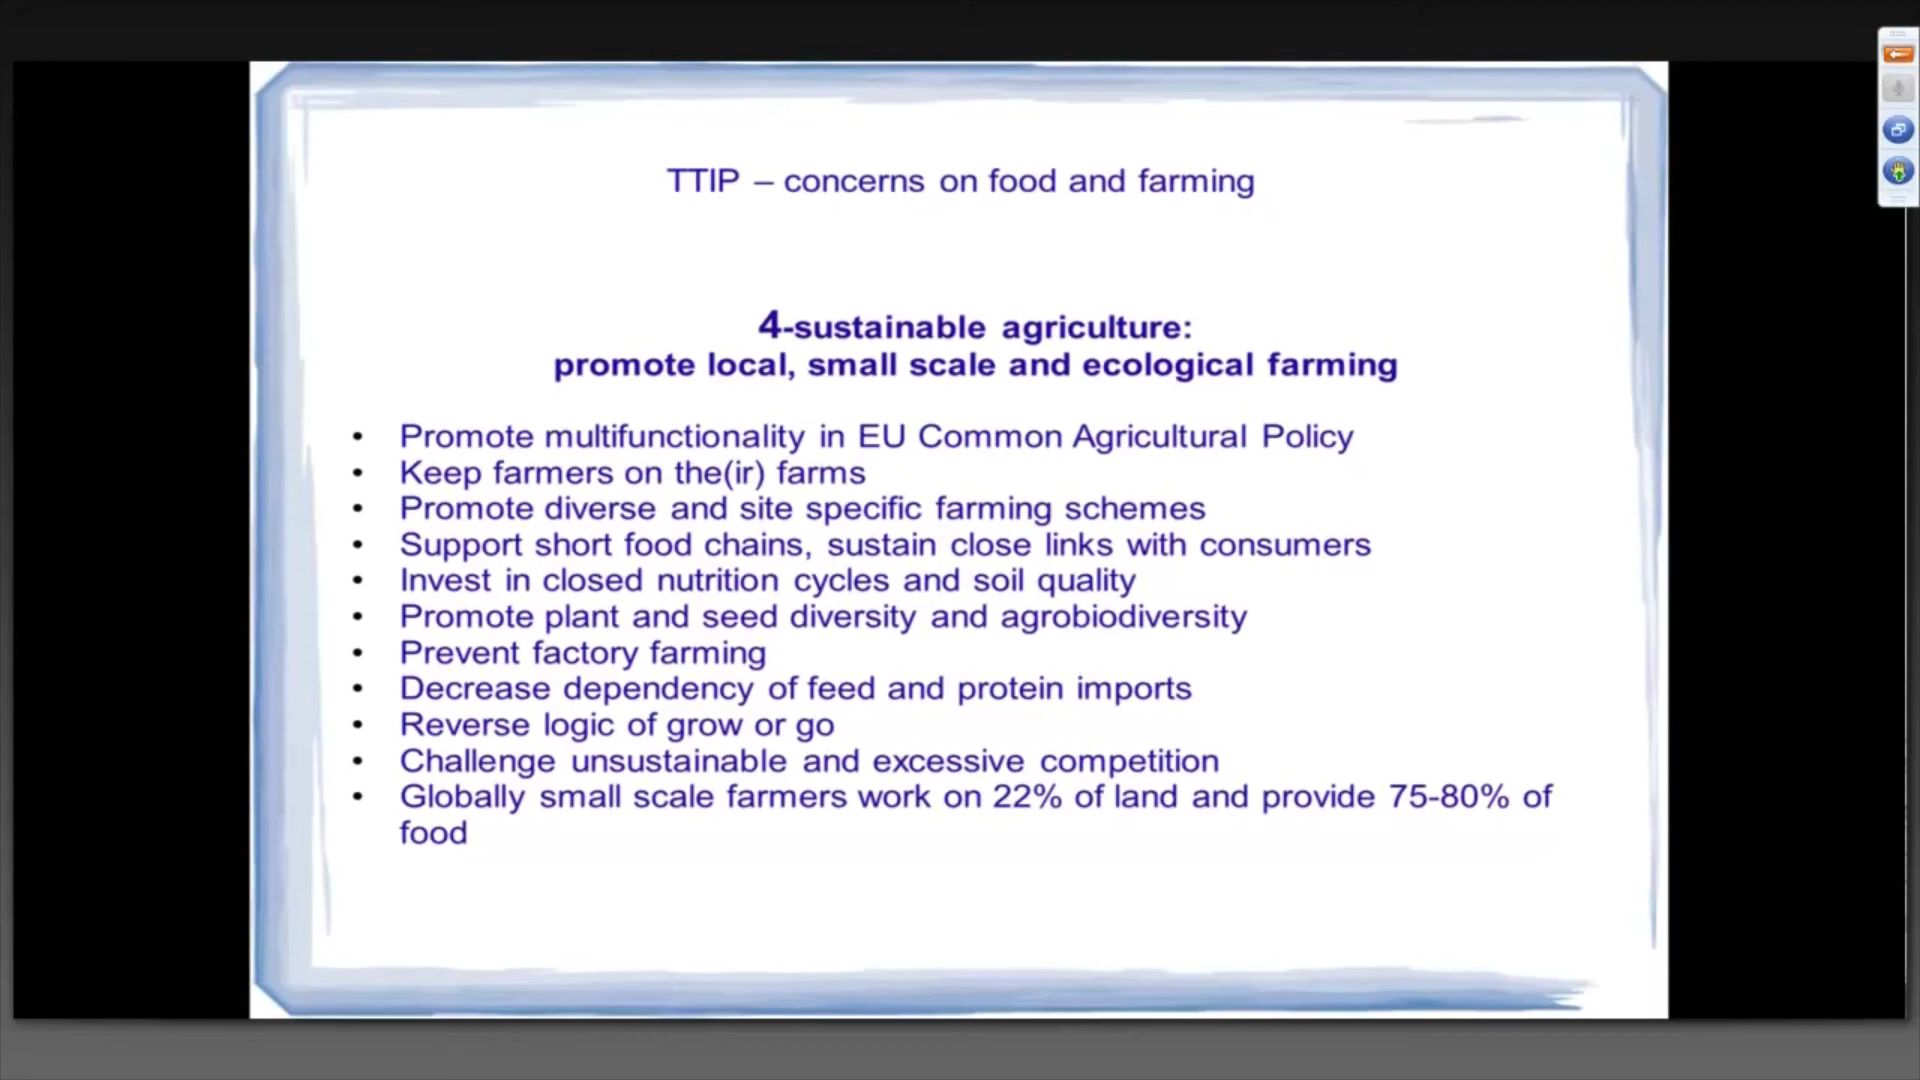 TTIP – concerns on food and farming
4-sustainable agriculture:
promote local, small scale and ecological farming
• Promote multifunctionality in EU Common Agricultural Policy
• Keep farmers on the(ir) farms
• Promote diverse and site specific farming schemes
• Support short food chains, sustain close links with consumers
• Invest in closed nutrition cycles and soil quality
• Promote plant and seed diversity and agrobiodiversity
• Prevent factory farming
• Decrease dependency of feed and protein imports
• Reverse logic of grow or go
• Challenge unsustainable and excessive competition
• Globally small scale farmers work on 22% of land and provide 75-80% of
food